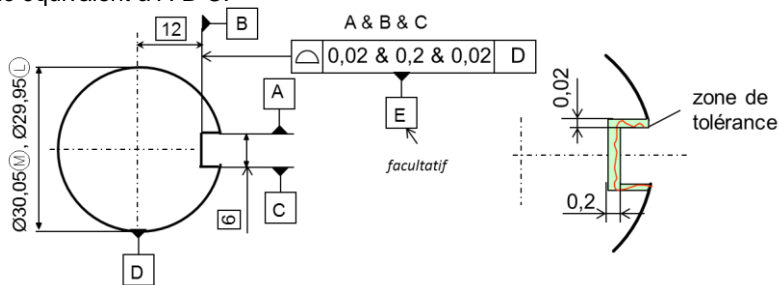 12
B
A & B & C
0,02 & 0,2 & 0,02 D
A
E
facultatif
C
6
D
Ø30,05Ⓜ, Ø29,95Ⓛ
0,02
zone de
tolérance
0,2